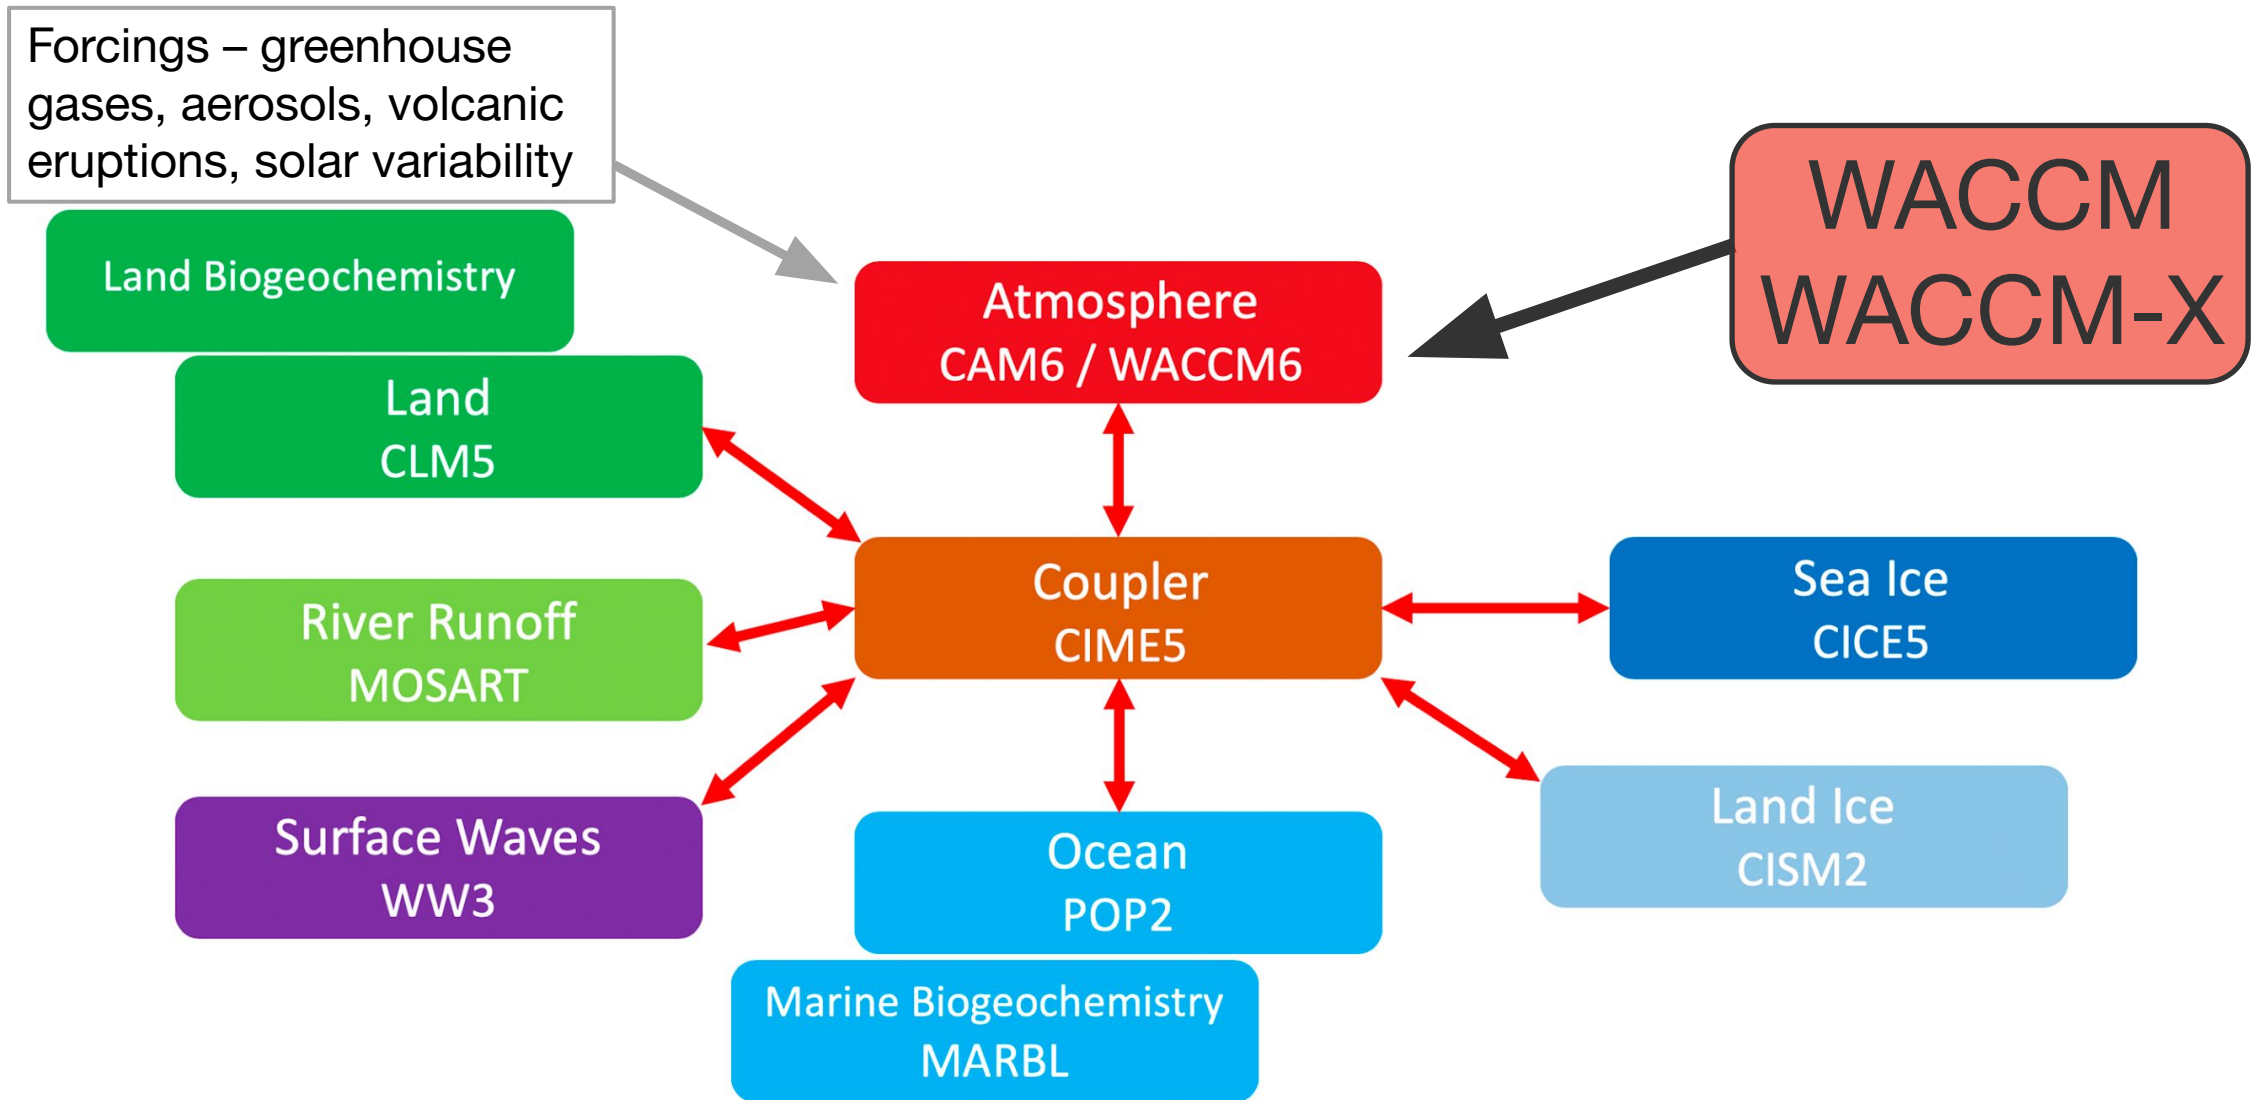 Forcings – greenhouse
gases, aerosols, volcanic
eruptions, solar variability
WACCM
WACCM-X
Land Biogeochemistry
Atmosphere
CAM6 / WACCM6
Land
CLM5
Coupler
CIME5
Sea Ice
CICE5
River Runoff
MOSART
Surface Waves
WW3
Ocean
POP2
Land Ice
CISM2
Marine Biogeochemistry
MARBL